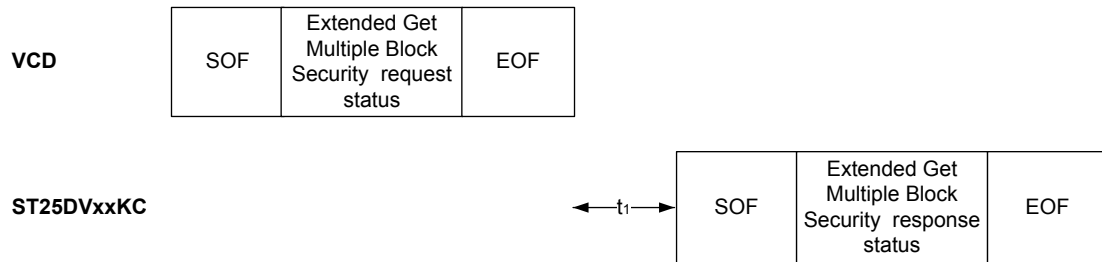 VCD
SOF
Extended Get
Multiple Block
Security request
status
EOF
ST25DVxxKC
t1
SOF
Extended Get
Multiple Block
Security response
status
EOF